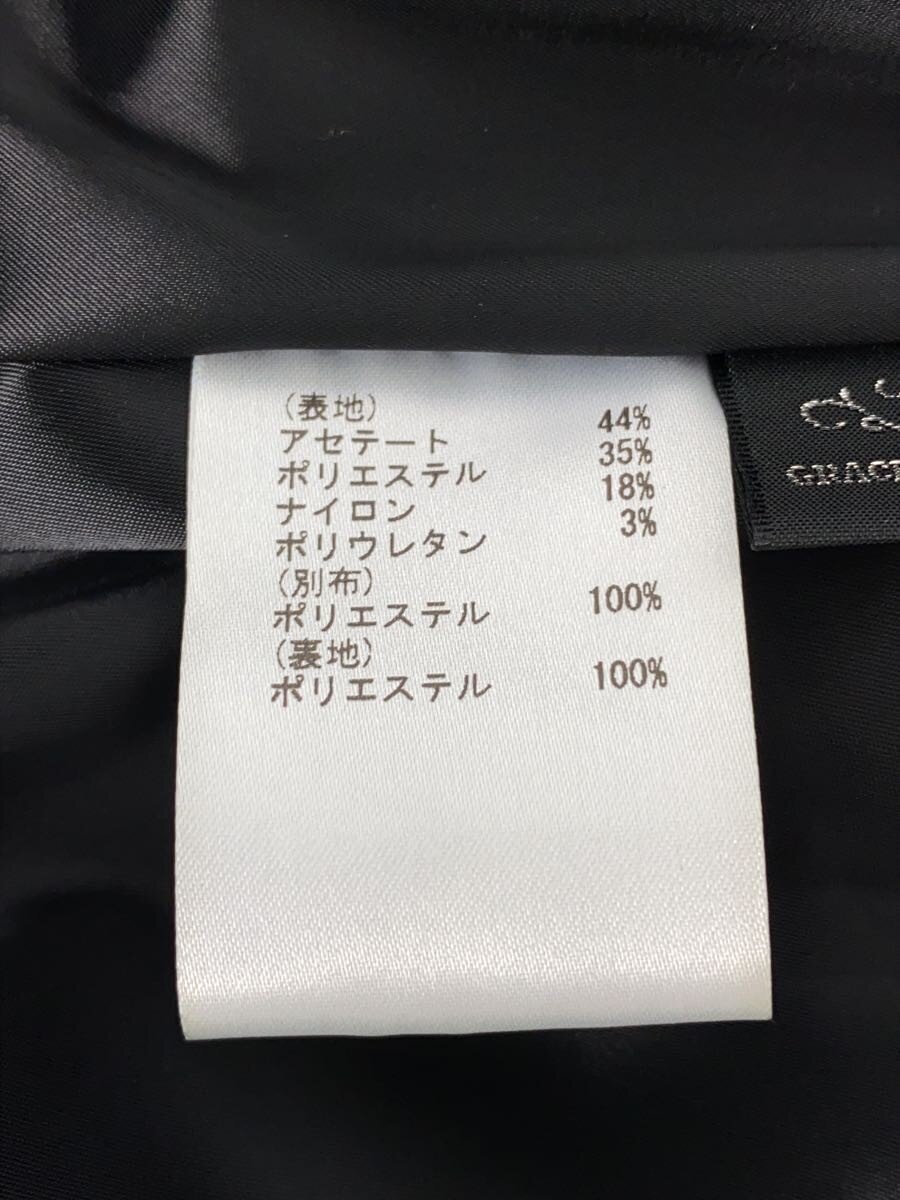 (表地)
アセテート 44%
ポリエステル 35%
ナイロン 18%
ポリウレタン 3%
(別布)
ポリエステル 100%
(裏地)
ポリエステル 100%